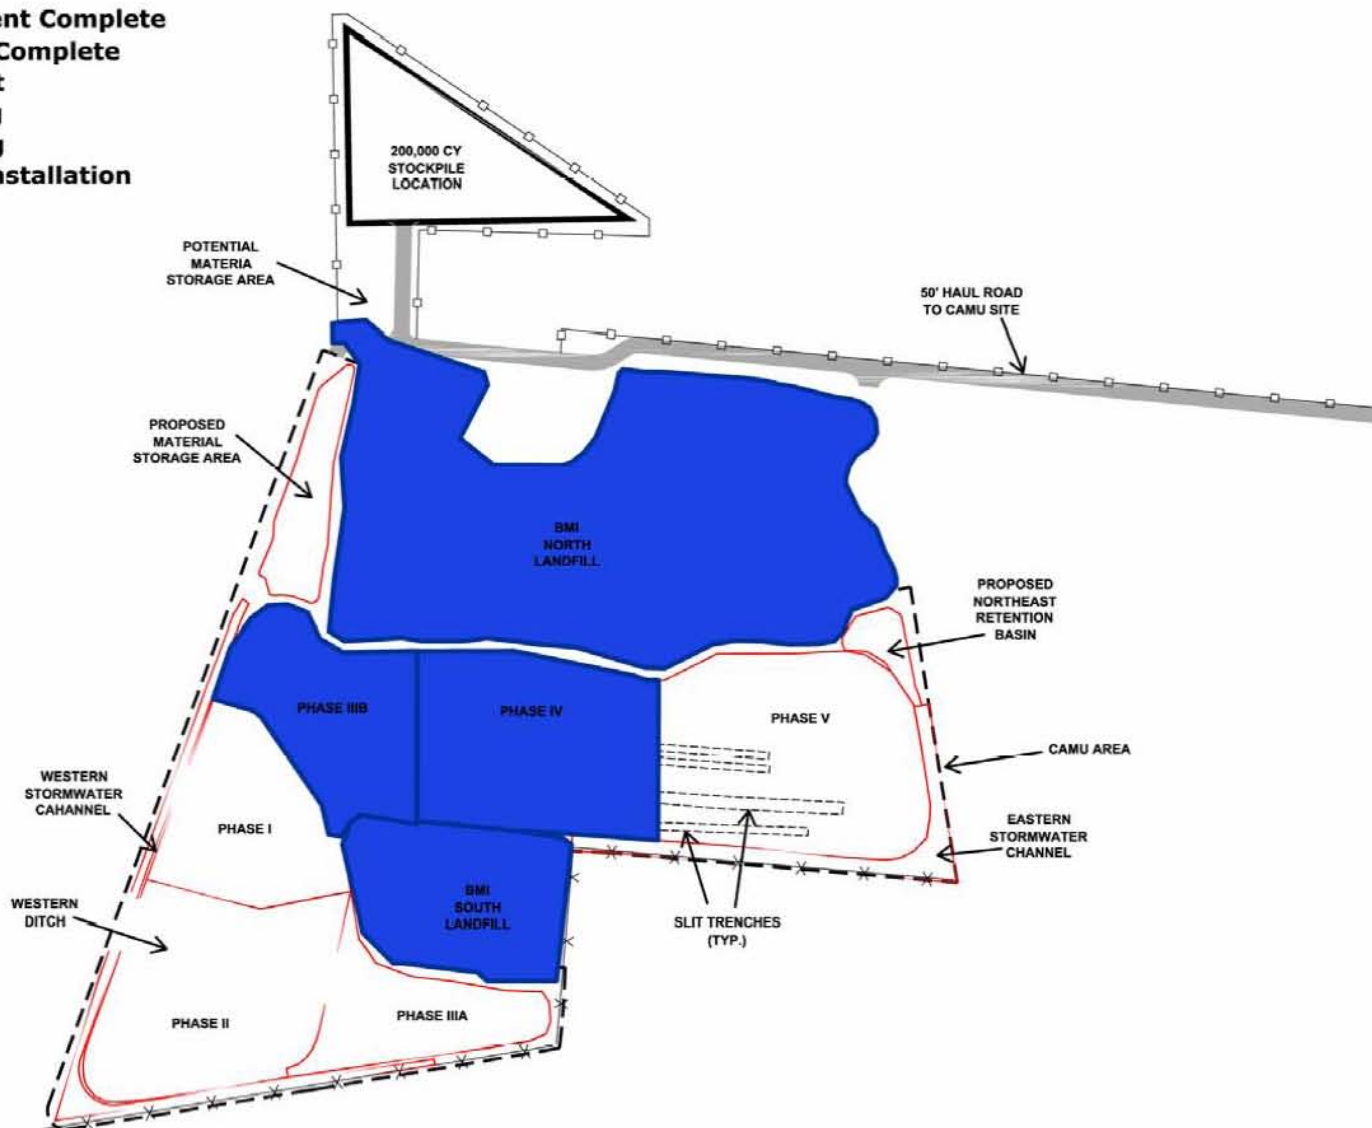 ent Complete
Complete
t
g
g
nstallation
200,000 CY
STOCKPILE
LOCATION
POTENTIAL
MATERIA
STORAGE AREA
50' HAUL ROAD
TO CAMU SITE
PROPOSED
MATERIAL
STORAGE AREA
BMI
NORTH
LANDFILL
PROPOSED
NORTHEAST
RETENTION
BASIN
PHASE IIIB
PHASE IV
PHASE V
CAMU AREA
WESTERN
STORMWATER
CAHANNEL
PHASE I
EASTERN
STORMWATER
CHANNEL
BMI
SOUTH
LANDFILL
WESTERN
DITCH
SLIT TRENCHES
(TYP.)
PHASE II
PHASE IIIA